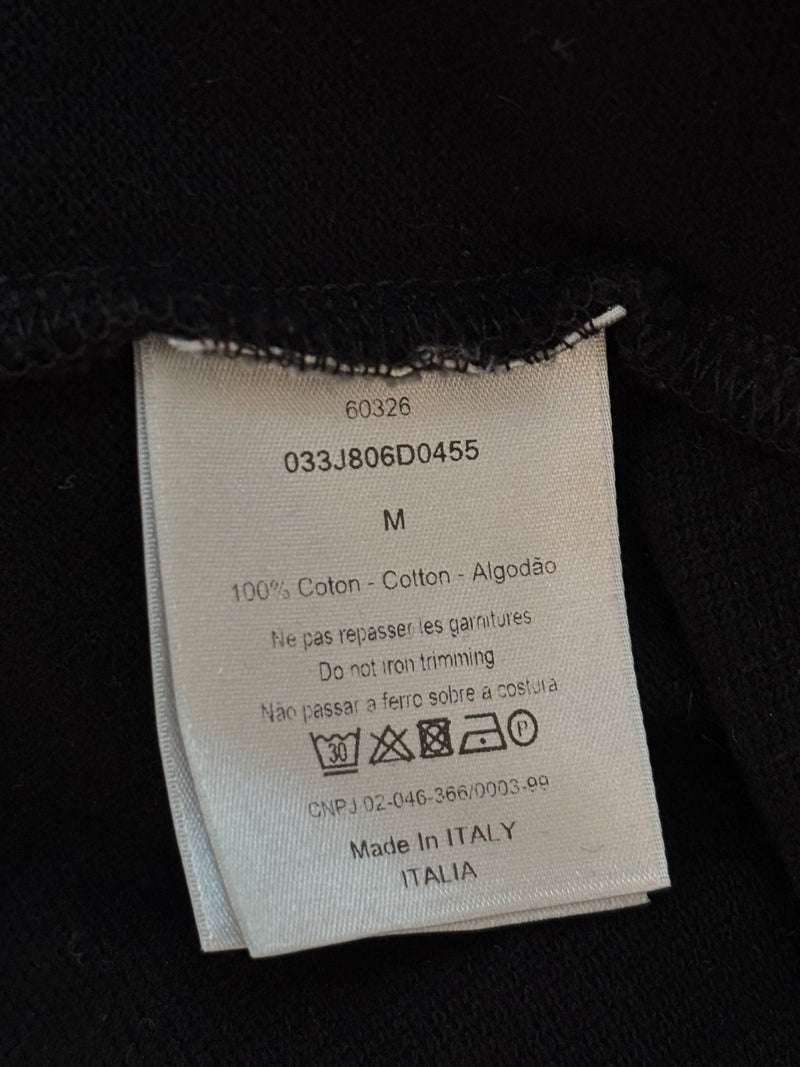 60326
033J806D0455
M
100% Coton - Cotton - Algodão
Ne pas repasser les garnitures
Do not iron trimming
Não passar a ferro sobre a costura
30 P
CNPJ 02-046-366/0003-99
Made In ITALY
ITALIA